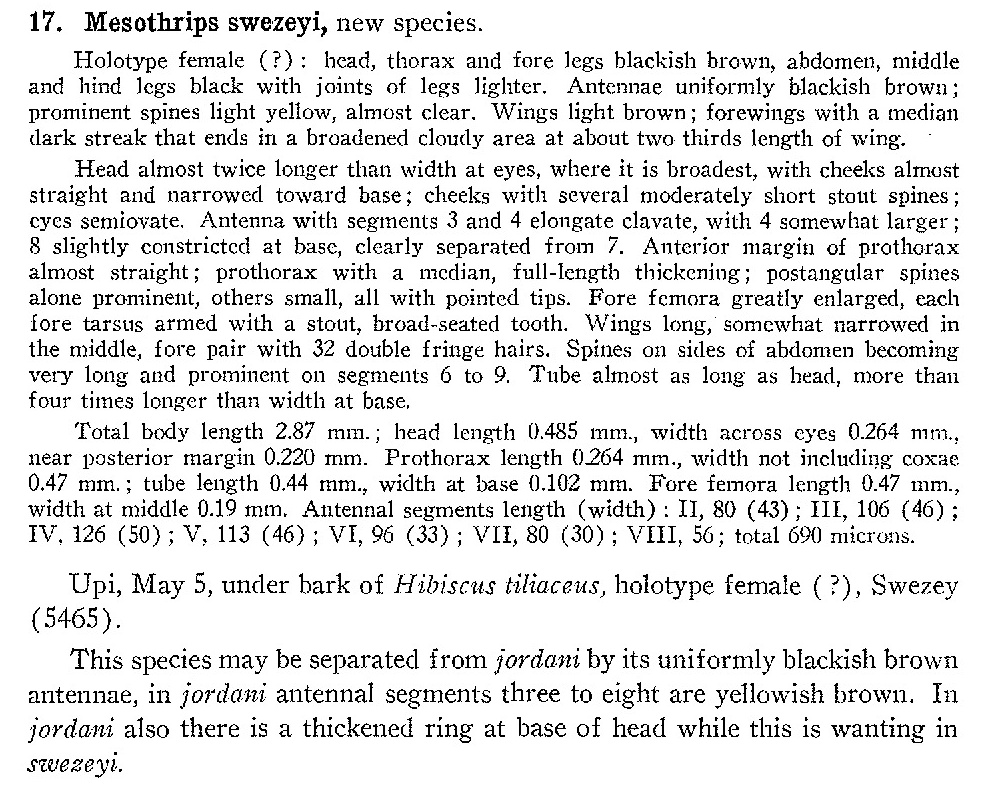 17. Mesothrips swezeyi, new species.
Holotype female (?): head, thorax and fore legs blackish brown, abdomen, middle
and hind legs black with joints of legs lighter. Antennae uniformly blackish brown;
prominent spines light yellow, almost clear. Wings light brown; forewings with a median
dark streak that ends in a broadened cloudy area at about two thirds length of wing.
Head almost twice longer than width at eyes, where it is broadest, with cheeks almost
straight and narrowed toward base; cheeks with several moderately short stout spines;
eyes semiovate. Antenna with segments 3 and 4 elongate clavate, with 4 somewhat larger;
8 slightly constricted at base, clearly separated from 7. Anterior margin of prothorax
almost straight; prothorax with a median, full-length thickening; postangular spines
alone prominent, others small, all with pointed tips. Fore femora greatly enlarged, each
fore tarsus armed with a stout, broad-seated tooth. Wings long, somewhat narrowed in
the middle, fore pair with 32 double fringe hairs. Spines on sides of abdomen becoming
very long and prominent on segments 6 to 9. Tube almost as long as head, more than
four times longer than width at base.
Total body length 2.87 mm.; head length 0.485 mm., width across eyes 0.264 mm.,
near posterior margin 0.220 mm. Prothorax length 0.264 mm., width not including coxae
0.47 mm.; tube length 0.44 mm., width at base 0.102 mm. Fore femora length 0.47 mm.,
width at middle 0.19 mm. Antennal segments length (width): II, 80 (43); III, 106 (46);
IV, 126 (50); V, 113 (46); VI, 96 (33); VII, 80 (30); VIII, 56; total 690 microns.
Upi, May 5, under bark of Hibiscus tiliaceus, holotype female (?), Swezey
(5465).
This species may be separated from jordani by its uniformly blackish brown
antennae, in jordani antennal segments three to eight are yellowish brown. In
jordani also there is a thickened ring at base of head while this is wanting in
swezeyi.